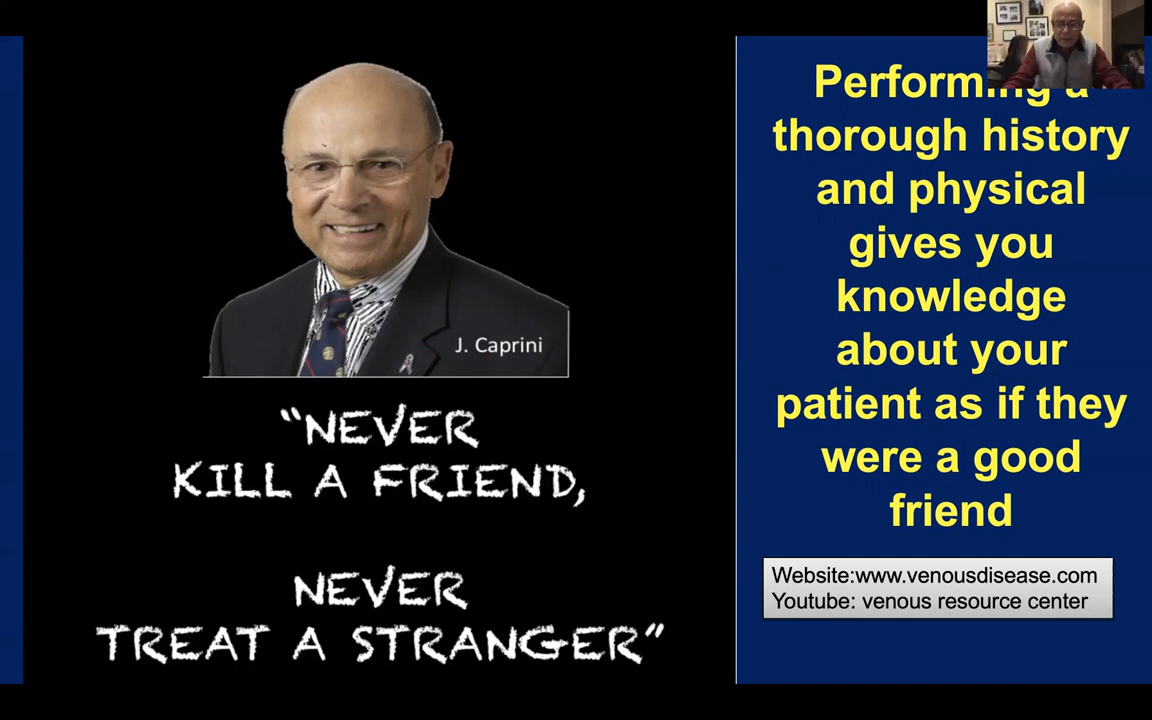 J. Caprini
“NEVER
KILL A FRIEND,
NEVER
TREAT A STRANGER”
Performing a
thorough history
and physical
gives you
knowledge
about your
patient as if they
were a good
friend
Website:www.venousdisease.com
Youtube: venous resource center